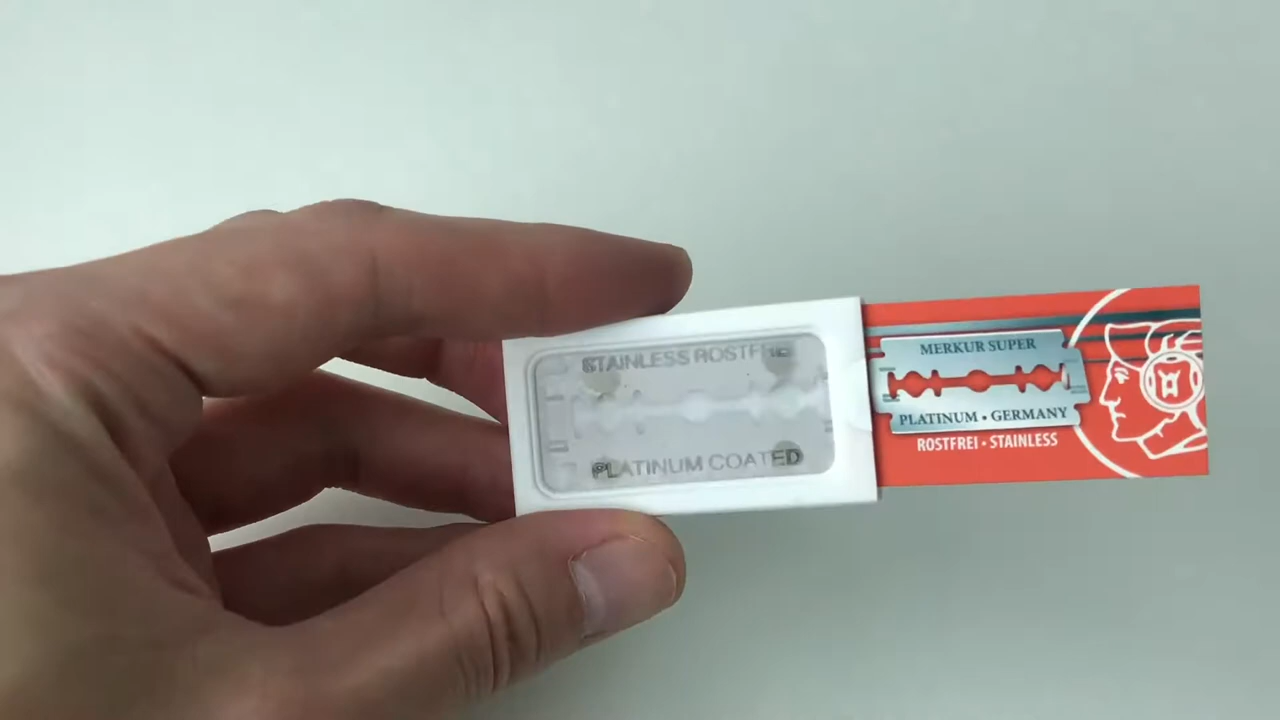 STAINLESS ROSTFREI
PLATINUM COATED
MERKUR SUPER
PLATINUM • GERMANY
ROSTFREI • STAINLESS